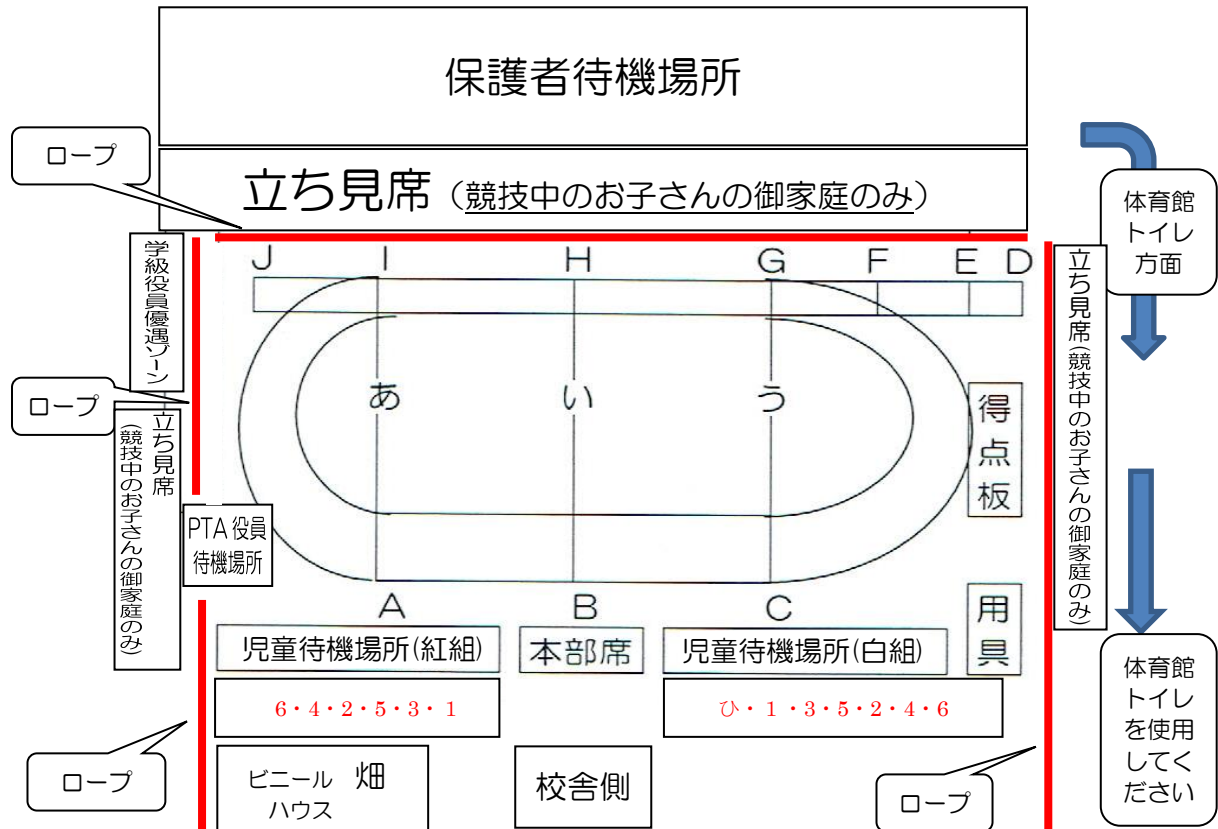 保護者待機場所
ロープ
立ち見席（競技中のお子さんの御家庭のみ）
体育館
トイレ
方面
学級役員優遇ゾーン
J I H G F E D
立ち見席(競技中のお子さんの御家庭のみ)
ロープ
あ い う
得点板
立ち見席
(競技中のお子さんの御家庭のみ)
PTA 役員
待機場所
A B C
用具
児童待機場所(紅組)
本部席
児童待機場所(白組)
6・4・2・5・3・1
ひ・1・3・5・2・4・6
体育館
トイレ
を使用
してく
ださい
ロープ
ビニール 畑
ハウス
校舎側
ロープ